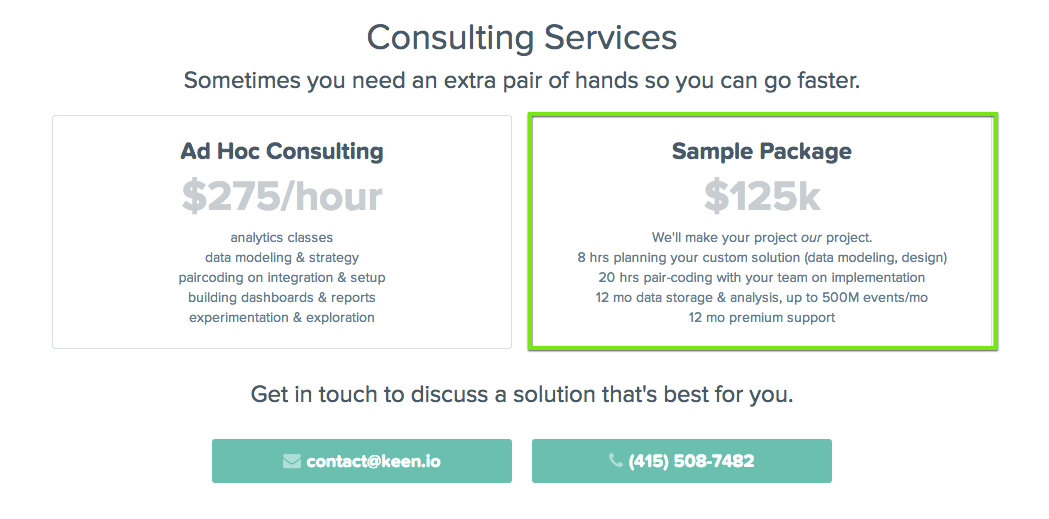 Consulting Services
Sometimes you need an extra pair of hands so you can go faster.
Ad Hoc Consulting
$275/hour
analytics classes
data modeling & strategy
paircoding on integration & setup
building dashboards & reports
experimentation & exploration
Sample Package
$125k
We'll make your project our project.
8 hrs planning your custom solution (data modeling, design)
20 hrs pair-coding with your team on implementation
12 mo data storage & analysis, up to 500M events/mo
12 mo premium support
Get in touch to discuss a solution that's best for you.
contact@keen.io
(415) 508-7482